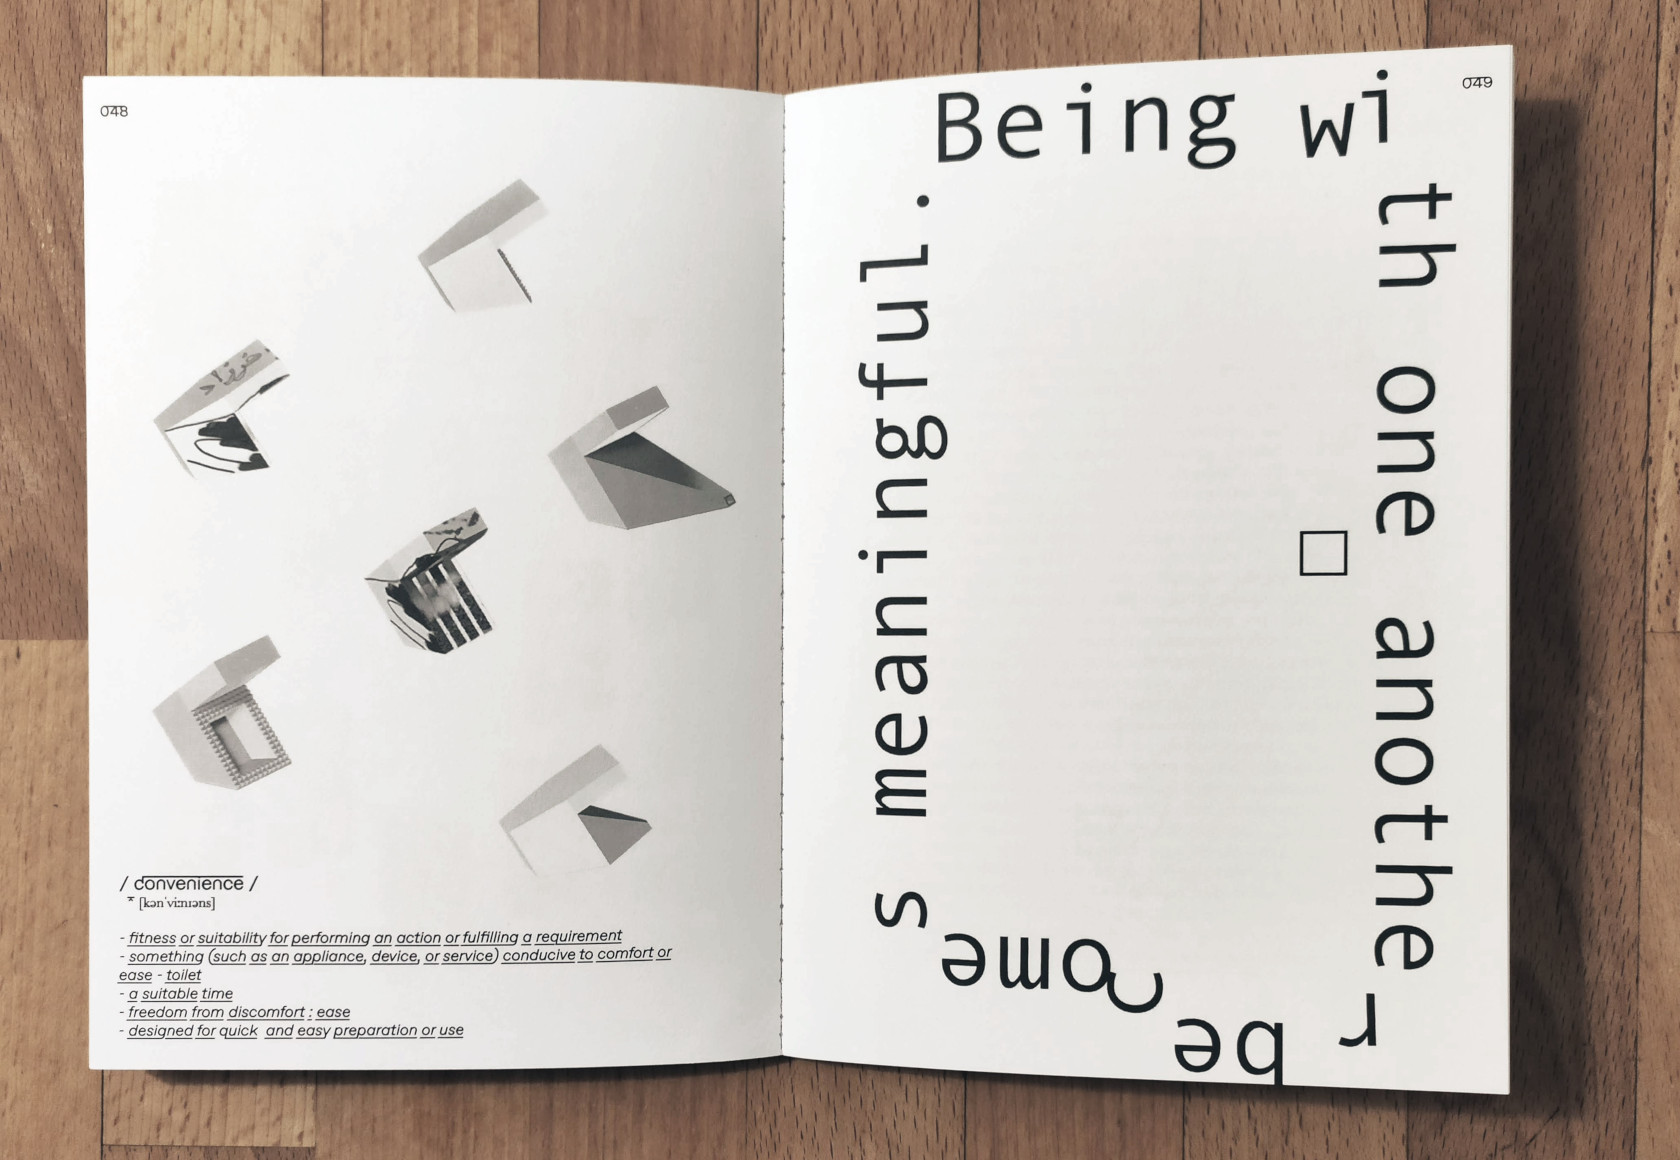 048
/ convenience /
[kən'vi:nɪəns]
- fitness or suitability for performing an action or fulfilling a requirement
- something (such as an appliance, device, or service) conducive to comfort or
ease - toilet
- a suitable time
- freedom from discomfort : ease
- designed for quick and easy preparation or use
049
Being with one another becomes meaningful.